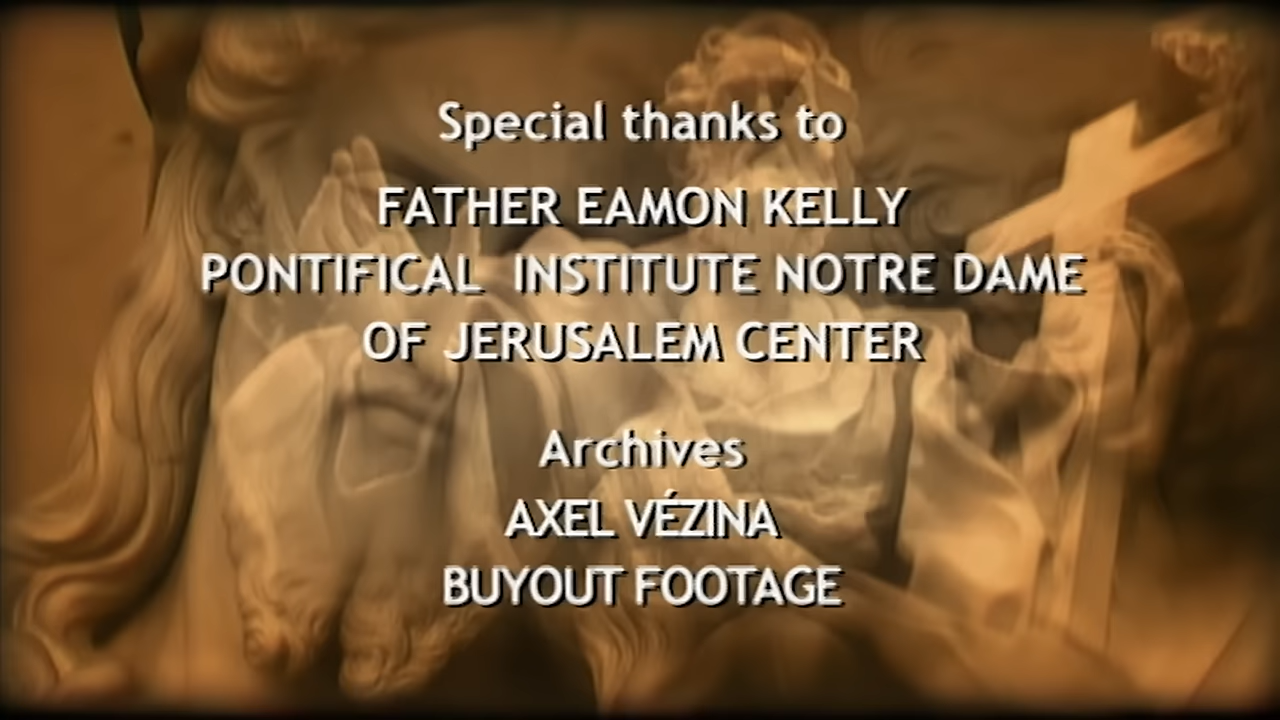 Special thanks to
FATHER EAMON KELLY
PONTIFICAL INSTITUTE NOTRE DAME
OF JERUSALEM CENTER
Archives
AXEL VÉZINA
BUYOUT FOOTAGE